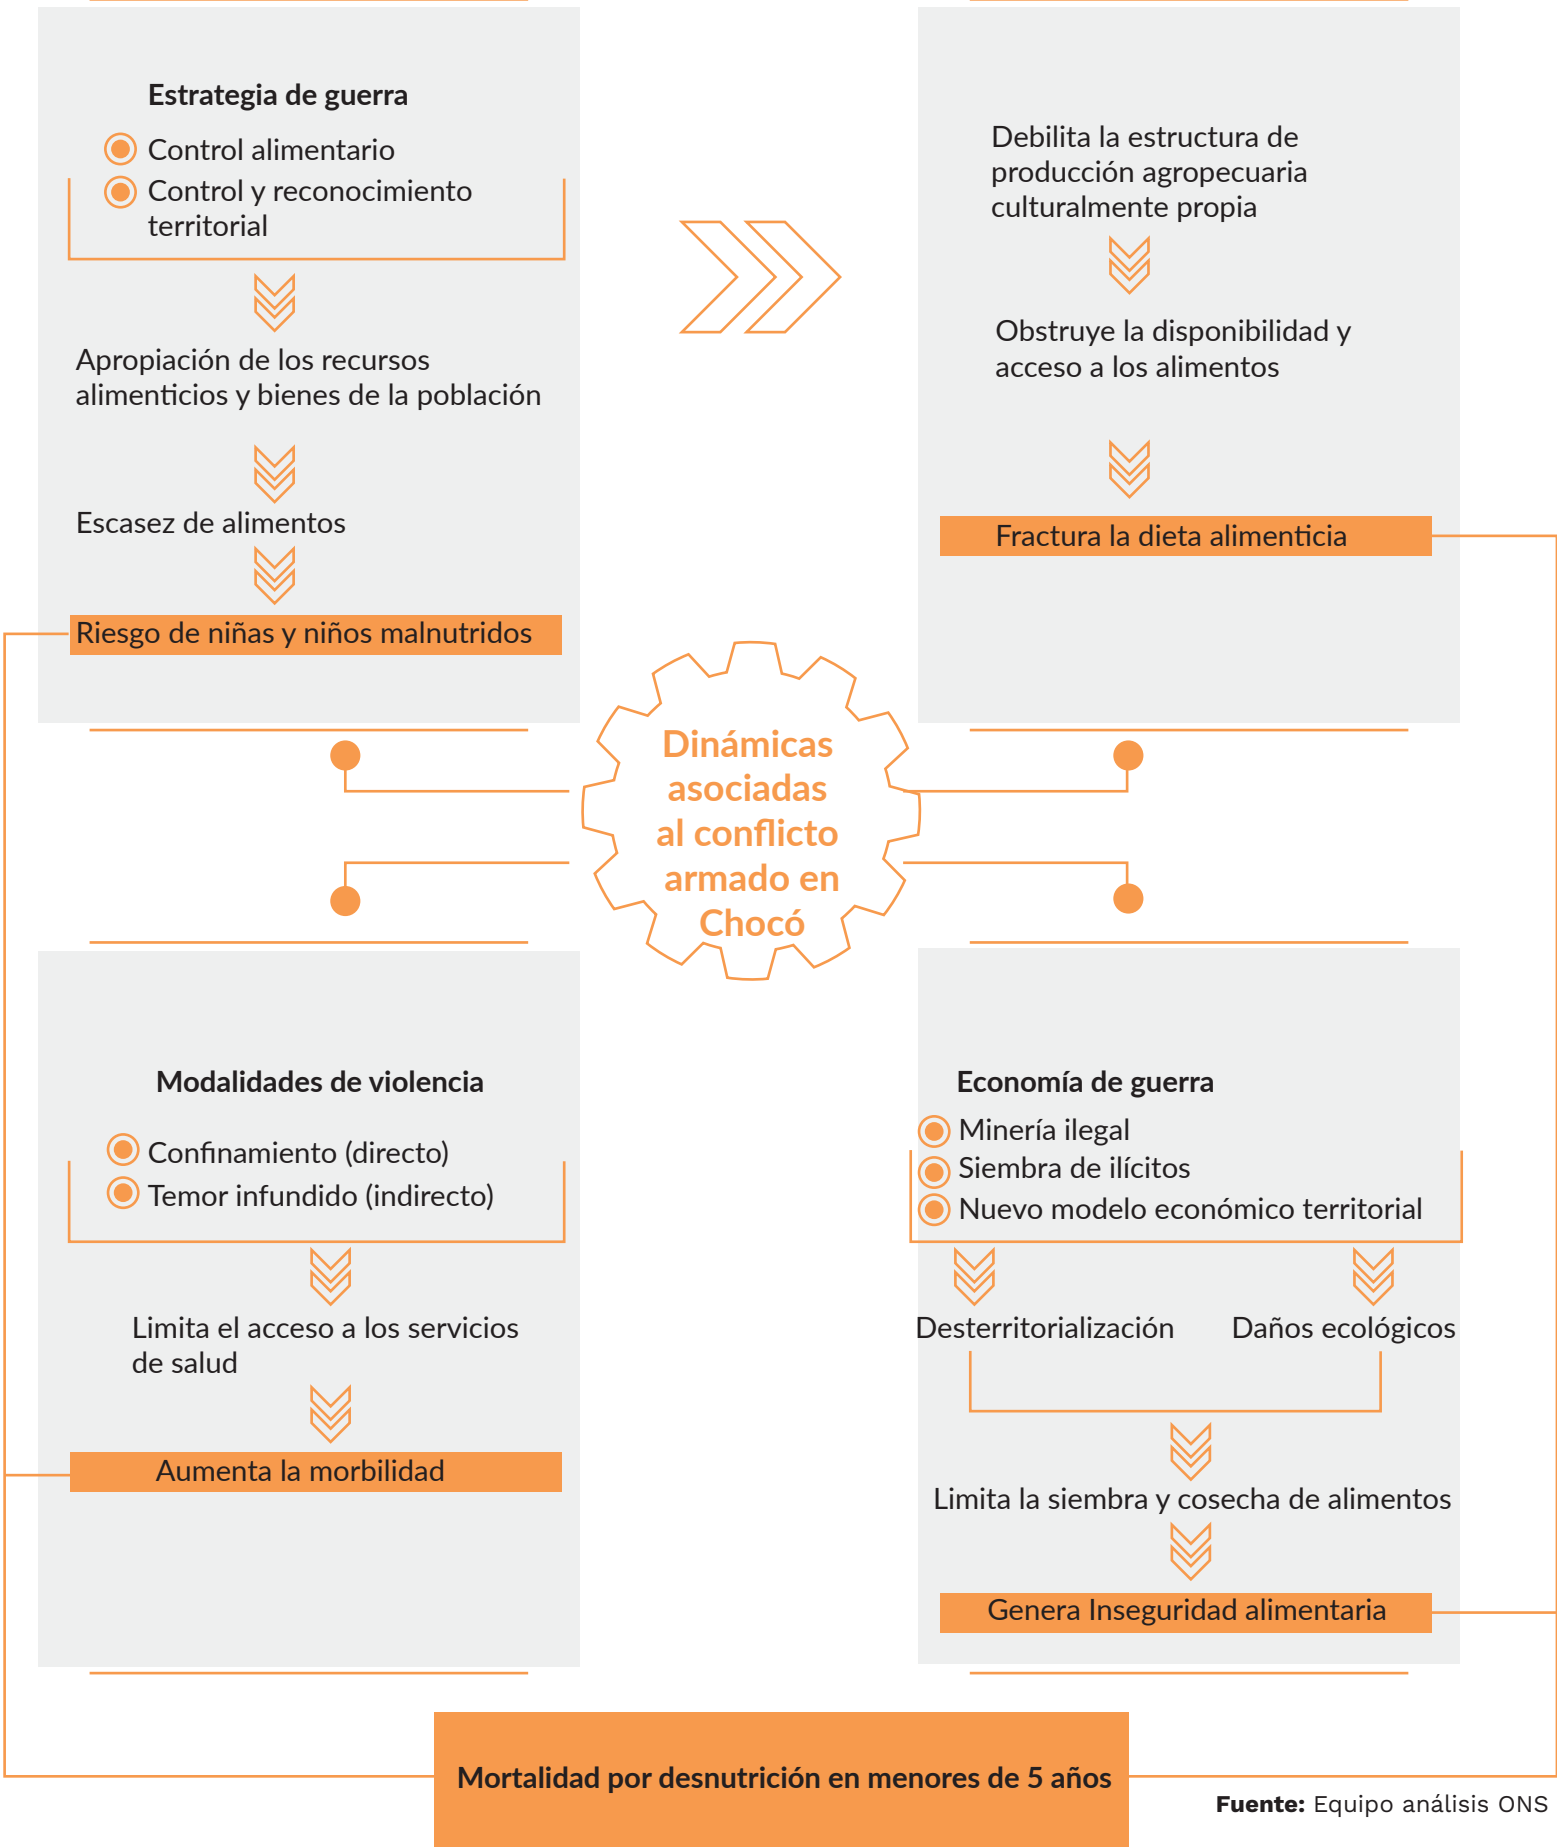 Estrategia de guerra
Control alimentario
Control y reconocimiento
territorial
Apropiación de los recursos
alimenticios y bienes de la población
Escasez de alimentos
Riesgo de niñas y niños malnutridos
Debilita la estructura de
producción agropecuaria
culturalmente propia
Obstruye la disponibilidad y
acceso a los alimentos
Fractura la dieta alimenticia
Dinámicas
asociadas
al conflicto
armado en
Chocó
Modalidades de violencia
Confinamiento (directo)
Temor infundido (indirecto)
Limita el acceso a los servicios
de salud
Aumenta la morbilidad
Economía de guerra
Minería ilegal
Siembra de ilícitos
Nuevo modelo económico territorial
Desterritorialización
Daños ecológicos
Limita la siembra y cosecha de alimentos
Genera Inseguridad alimentaria
Mortalidad por desnutrición en menores de 5 años
Fuente: Equipo análisis ONS